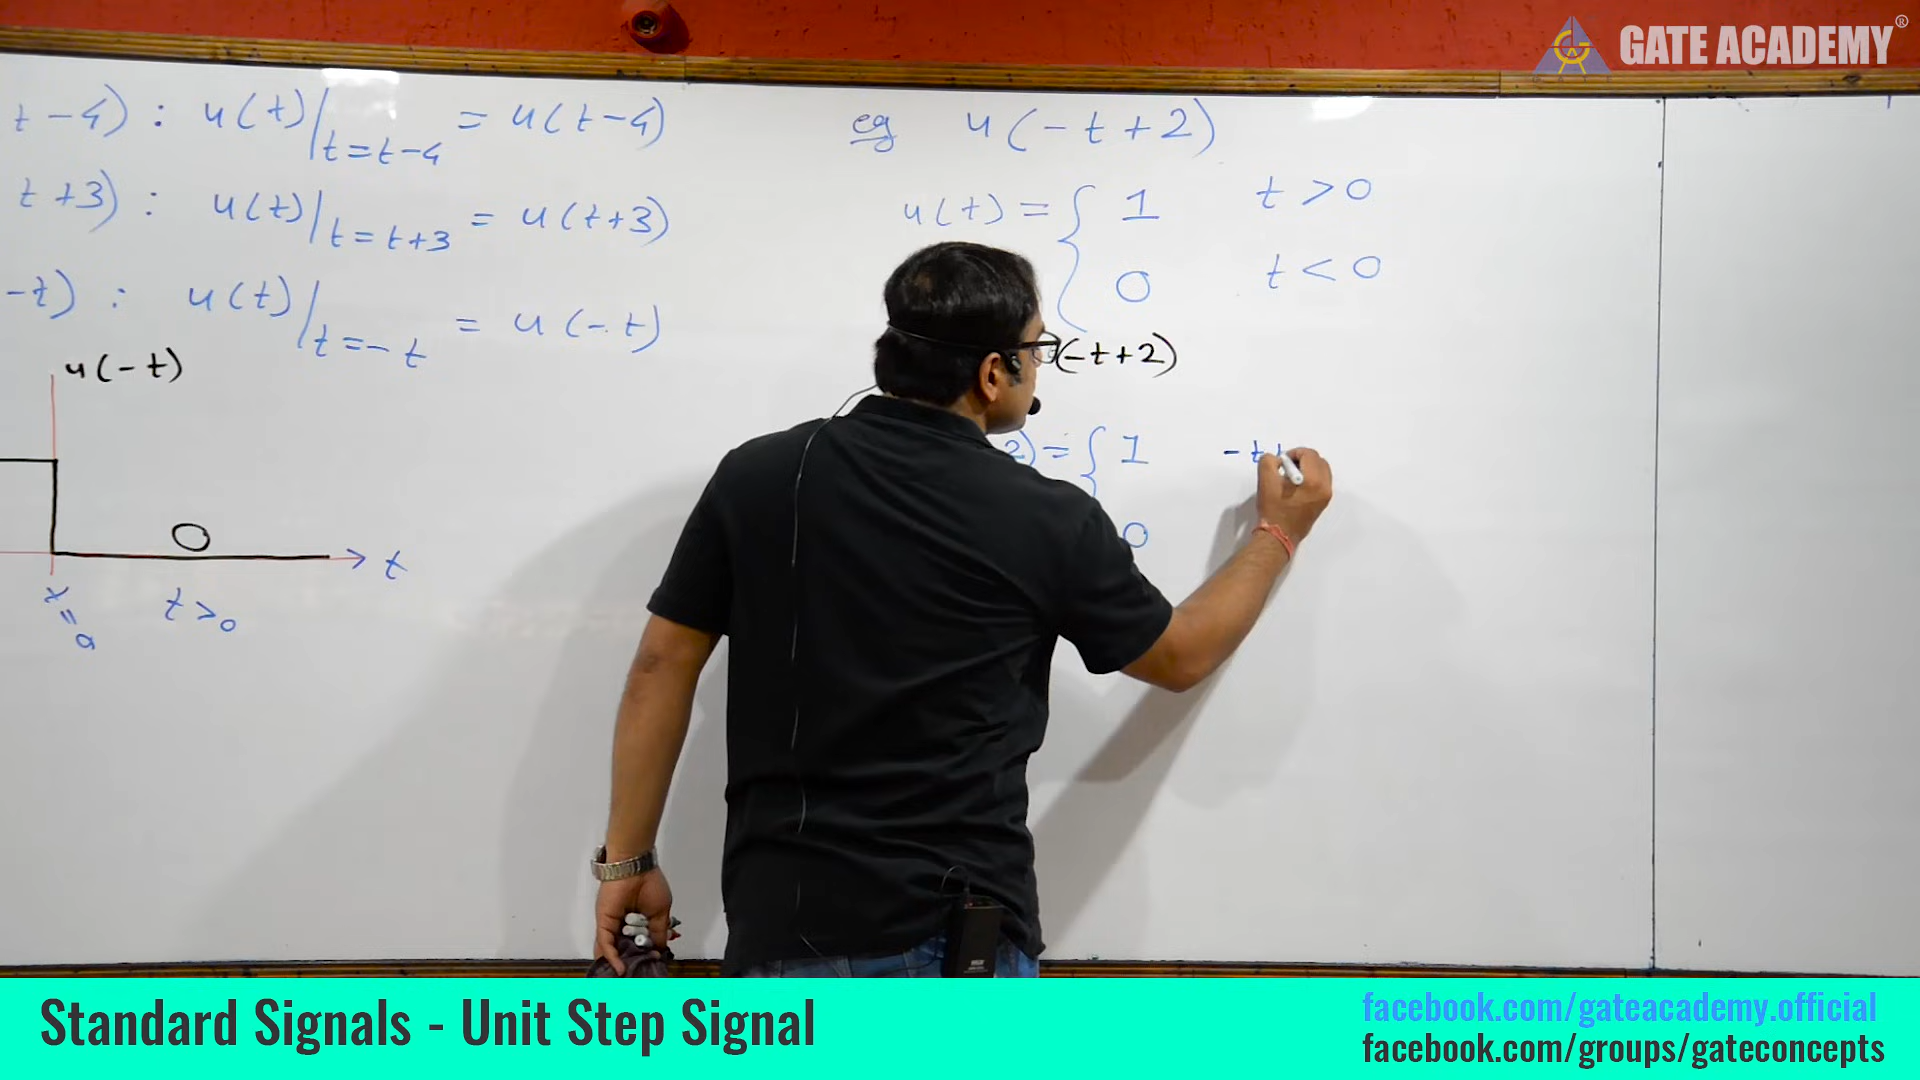 GATE ACADEMY®
t-4) : u(t)|t=t-4 = u(t-4)
t+3) : u(t)|t=t+3 = u(t+3)
-t) : u(t)|t=-t = u(-t)
u(-t)
0
t
t>0
eg u(-t+2)
u(t) = { 1 t>0
0 t<0
(-t+2)
2) = { 1 -t+
0
Standard Signals - Unit Step Signal
facebook.com/gateacademy.official
facebook.com/groups/gateconcepts